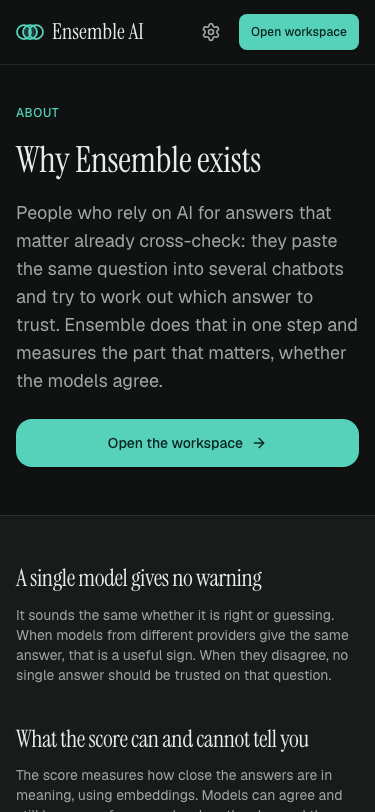 Ensemble AI
Open workspace
ABOUT
Why Ensemble exists
People who rely on AI for answers that
matter already cross-check: they paste
the same question into several chatbots
and try to work out which answer to
trust. Ensemble does that in one step and
measures the part that matters, whether
the models agree.
Open the workspace →
A single model gives no warning
It sounds the same whether it is right or guessing.
When models from different providers give the same
answer, that is a useful sign. When they disagree, no
single answer should be trusted on that question.
What the score can and cannot tell you
The score measures how close the answers are in
meaning, using embeddings. Models can agree and